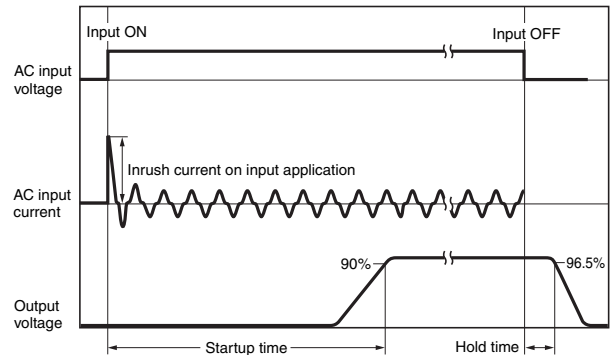 Input ON
Input OFF
AC input
voltage
Inrush current on input application
AC input
current
90%
96.5%
Output
voltage
Startup time
Hold time